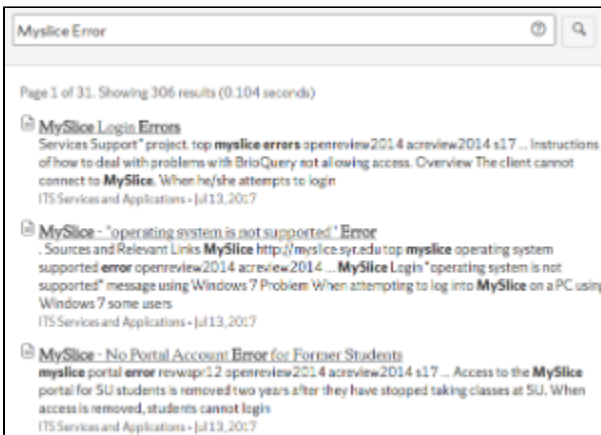 Myslice Error
Page 1 of 31. Showing 306 results (0.104 seconds)
MySlice Login Errors
Services Support" project. top myslice errors openreview2014 acreview2014 s17 ... Instructions
of how to deal with problems with BrioQuery not allowing access. Overview The client cannot
connect to MySlice. When he/she attempts to login
ITS Services and Applications - Jul 13, 2017
MySlice - "operating system is not supported" Error
. Sources and Relevant Links MySlice http://myslice.syr.edu top myslice operating system
supported error openreview2014 acreview2014 ... MySlice Login "operating system is not
supported" message using Windows 7 Problem When attempting to log into MySlice on a PC using
Windows 7 some users
ITS Services and Applications - Jul 13, 2017
MySlice - No Portal Account Error for Former Students
myslice portal error revwapr12 openreview2014 acreview2014 s17 ... Access to the MySlice
portal for SU students is removed two years after they have stopped taking classes at SU. When
access is removed, students cannot login
ITS Services and Applications - Jul 13, 2017